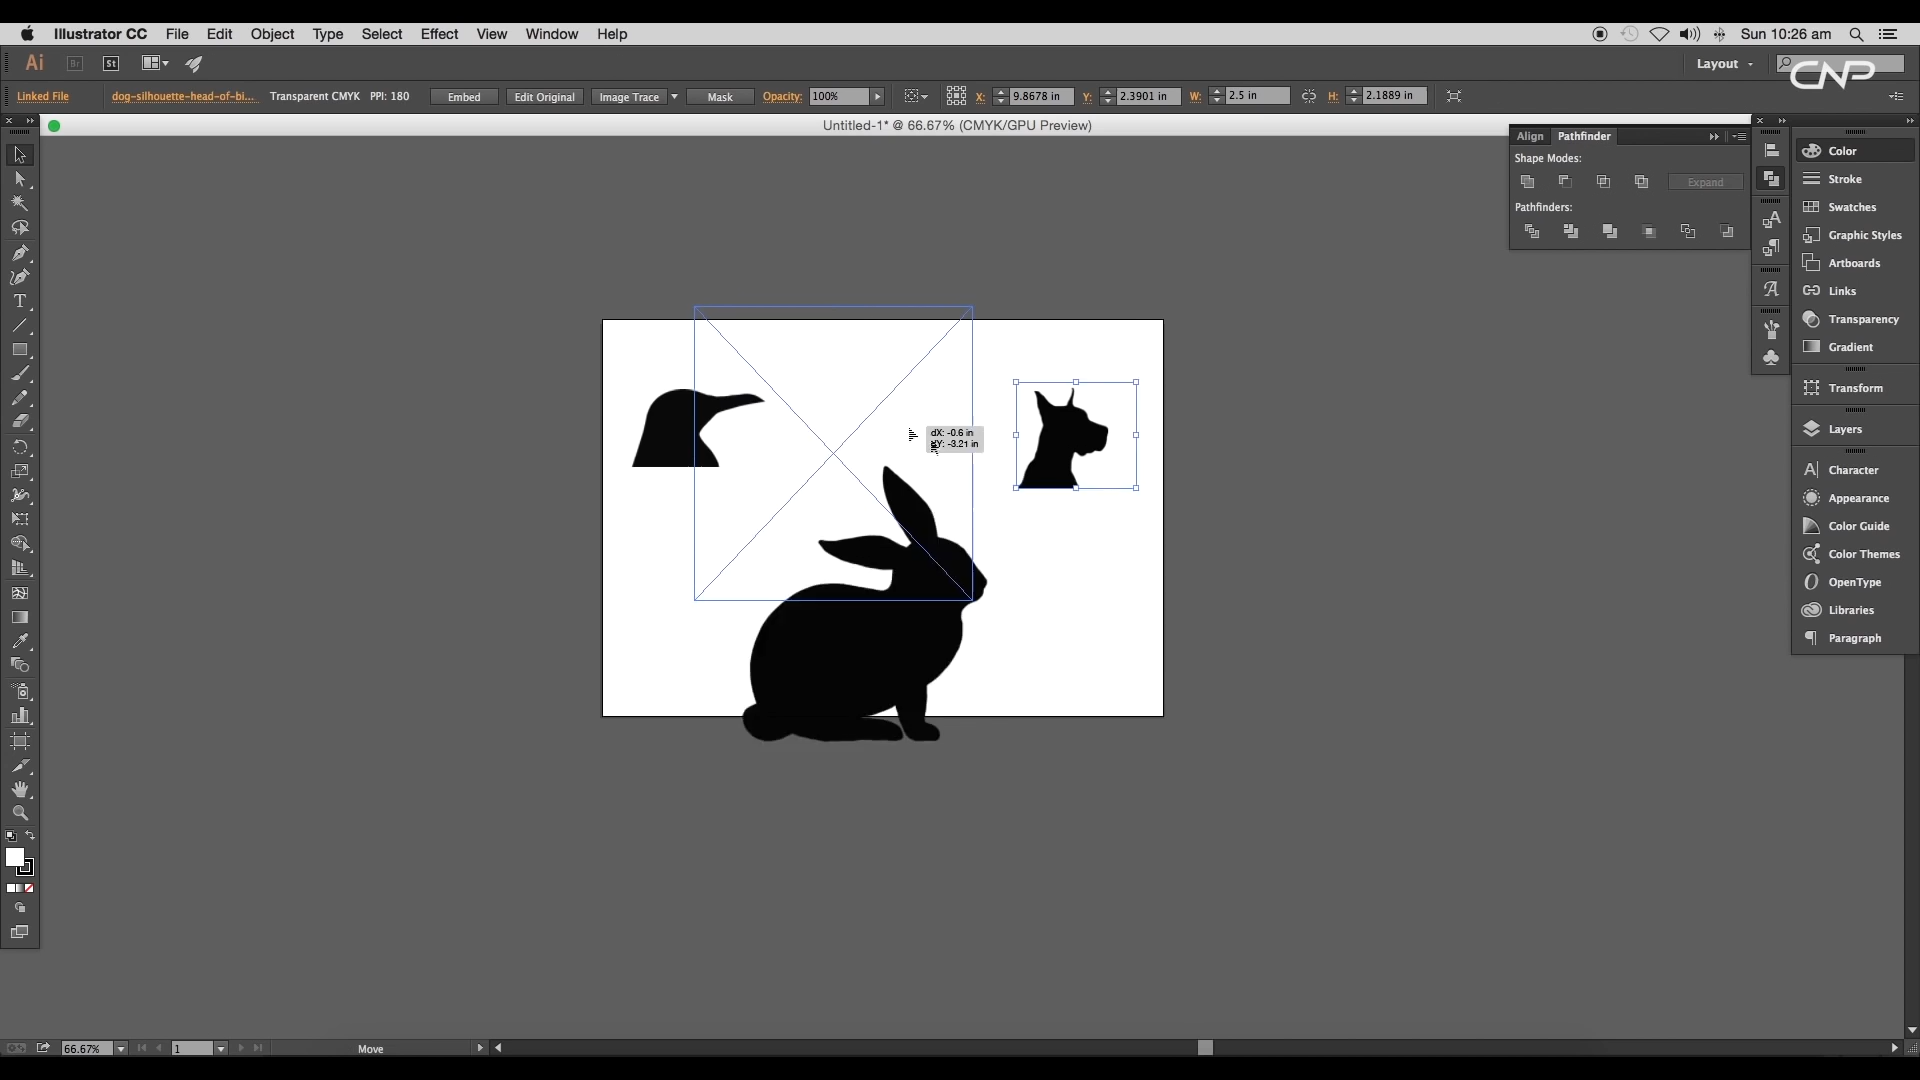 Illustrator CC File Edit Object Type Select Effect View Window Help
Sun 10:26 am
Ai Br St
Layout
CNP
Linked File dog-silhouette-head-of-bi... Transparent CMYK PPI: 180 Embed Edit Original Image Trace Mask Opacity: 100% X: 9.8678 in Y: 2.3901 in W: 2.5 in H: 2.1889 in
Untitled-1* @ 66.67% (CMYK/GPU Preview)
Align Pathfinder
Shape Modes:
Expand
Pathfinders:
Color
Stroke
Swatches
Graphic Styles
Artboards
Links
Transparency
Gradient
Transform
Layers
Character
Appearance
Color Guide
Color Themes
OpenType
Libraries
Paragraph
dX: -0.6 in
dY: -3.21 in
66.67% 1 Move